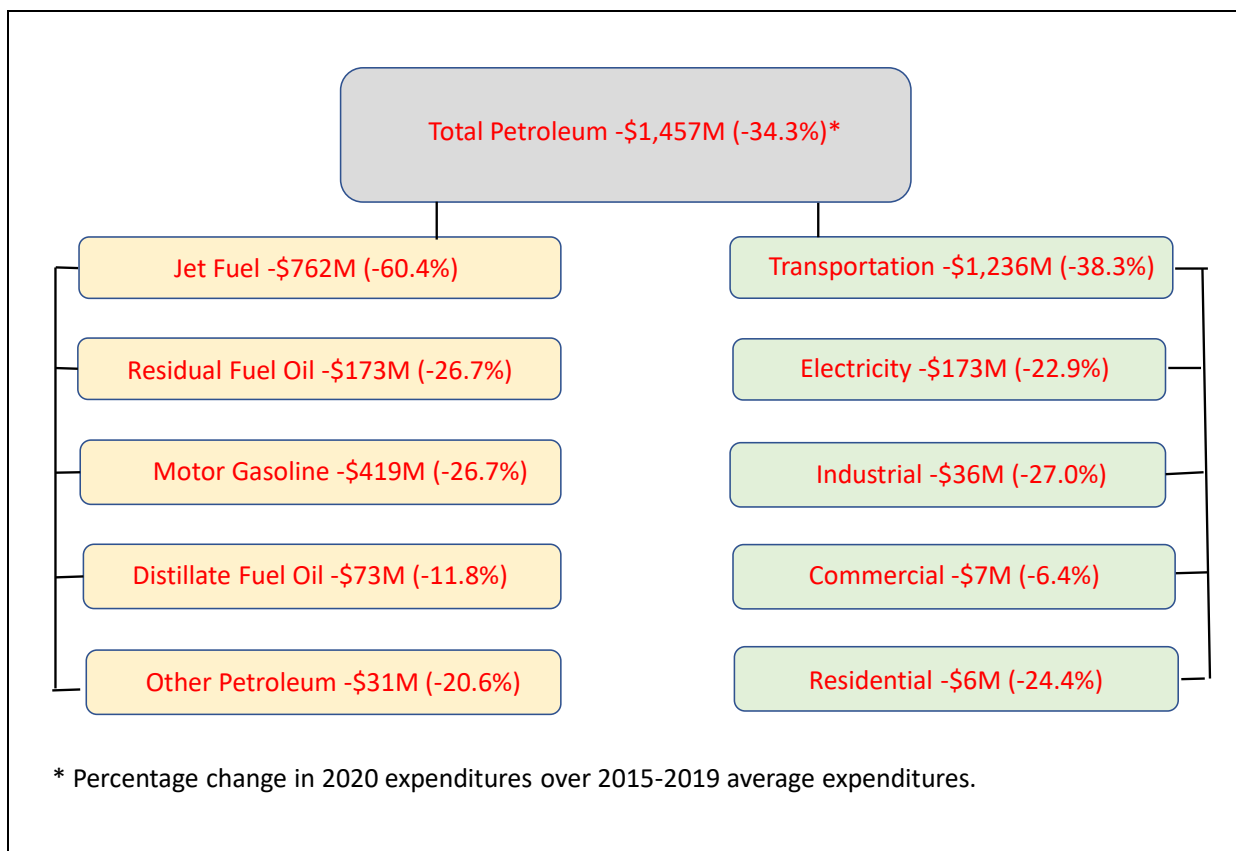 Total Petroleum -$1,457M (-34.3%)*
Jet Fuel -$762M (-60.4%)
Residual Fuel Oil -$173M (-26.7%)
Motor Gasoline -$419M (-26.7%)
Distillate Fuel Oil -$73M (-11.8%)
Other Petroleum -$31M (-20.6%)
Transportation -$1,236M (-38.3%)
Electricity -$173M (-22.9%)
Industrial -$36M (-27.0%)
Commercial -$7M (-6.4%)
Residential -$6M (-24.4%)
* Percentage change in 2020 expenditures over 2015-2019 average expenditures.